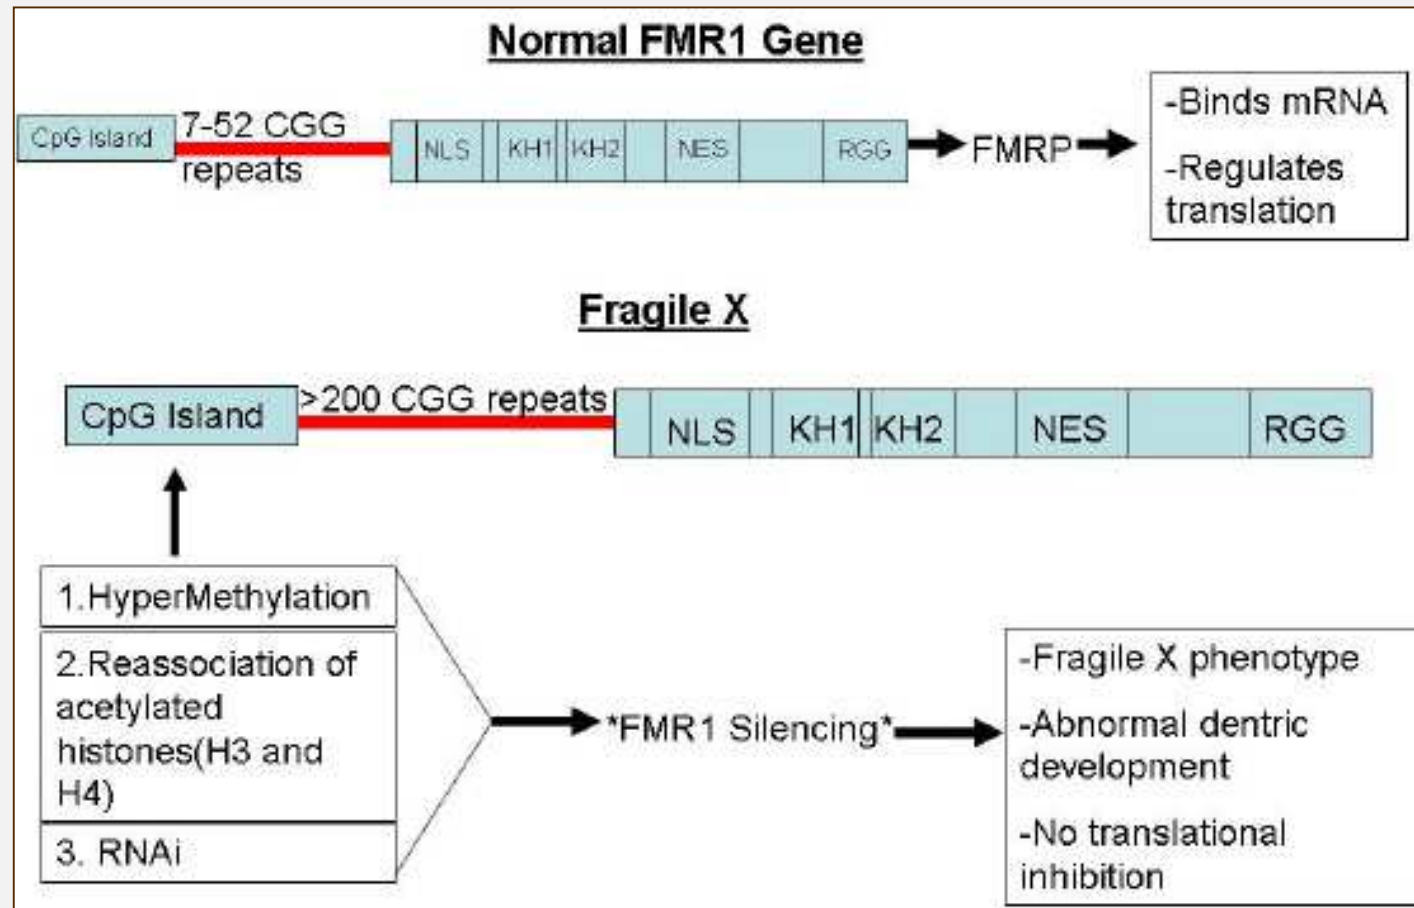 Normal FMR1 Gene
CpG Island
7-52 CGG
repeats
NLS
KH1
KH2
NES
RGG
FMRP
-Binds mRNA
-Regulates
translation
Fragile X
CpG Island
>200 CGG repeats
NLS
KH1
KH2
NES
RGG
1.HyperMethylation
2.Reassociation of
acetylated
histones(H3 and
H4)
3. RNAi
*FMR1 Silencing*
-Fragile X phenotype
-Abnormal dentric
development
-No translational
inhibition